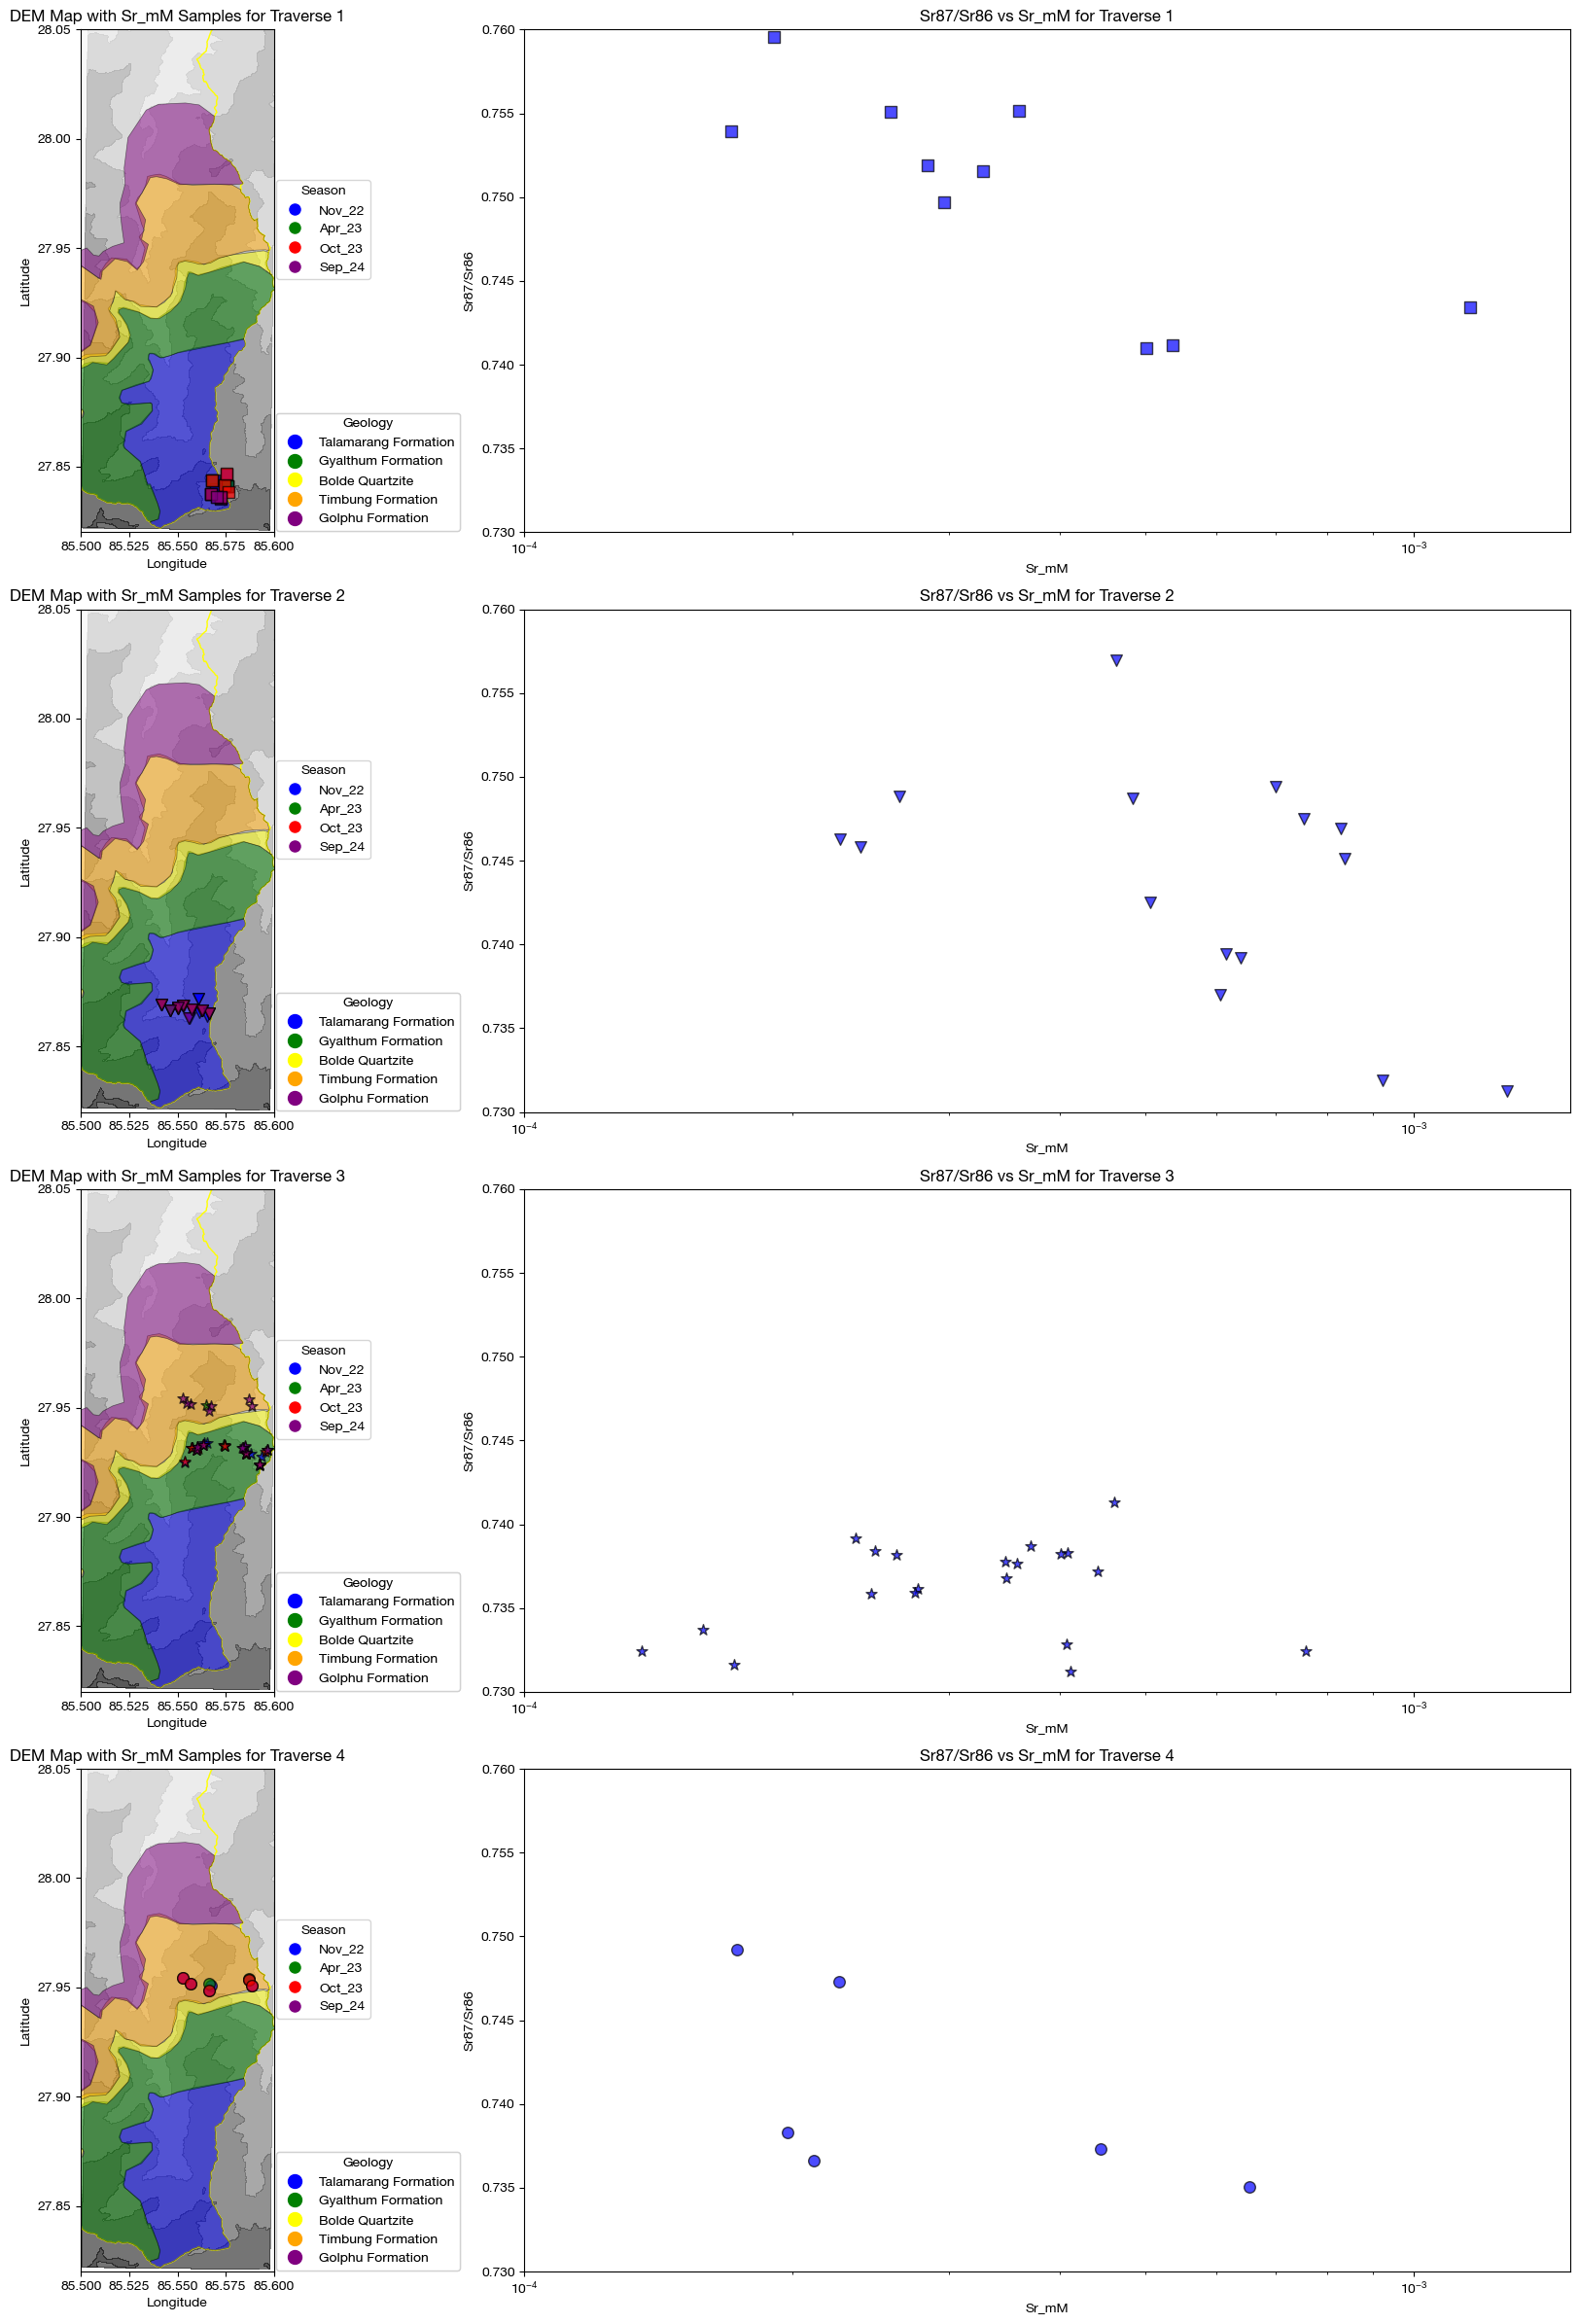 DEM Map with Sr_mM Samples for Traverse 1
28.05
28.00
27.95
27.90
27.85
Latitude
85.500 85.525 85.550 85.575 85.600
Longitude
Season
Nov_22
Apr_23
Oct_23
Sep_24
Geology
Talamarang Formation
Gyalthum Formation
Bolde Quartzite
Timbung Formation
Golphu Formation
Sr87/Sr86 vs Sr_mM for Traverse 1
0.760
0.755
0.750
0.745
0.740
0.735
0.730
Sr87/Sr86
10⁻⁴ 10⁻³
Sr_mM
DEM Map with Sr_mM Samples for Traverse 2
28.05
28.00
27.95
27.90
27.85
Latitude
85.500 85.525 85.550 85.575 85.600
Longitude
Season
Nov_22
Apr_23
Oct_23
Sep_24
Geology
Talamarang Formation
Gyalthum Formation
Bolde Quartzite
Timbung Formation
Golphu Formation
Sr87/Sr86 vs Sr_mM for Traverse 2
0.760
0.755
0.750
0.745
0.740
0.735
0.730
Sr87/Sr86
10⁻⁴ 10⁻³
Sr_mM
DEM Map with Sr_mM Samples for Traverse 3
28.05
28.00
27.95
27.90
27.85
Latitude
85.500 85.525 85.550 85.575 85.600
Longitude
Season
Nov_22
Apr_23
Oct_23
Sep_24
Geology
Talamarang Formation
Gyalthum Formation
Bolde Quartzite
Timbung Formation
Golphu Formation
Sr87/Sr86 vs Sr_mM for Traverse 3
0.760
0.755
0.750
0.745
0.740
0.735
0.730
Sr87/Sr86
10⁻⁴ 10⁻³
Sr_mM
DEM Map with Sr_mM Samples for Traverse 4
28.05
28.00
27.95
27.90
27.85
Latitude
85.500 85.525 85.550 85.575 85.600
Longitude
Season
Nov_22
Apr_23
Oct_23
Sep_24
Geology
Talamarang Formation
Gyalthum Formation
Bolde Quartzite
Timbung Formation
Golphu Formation
Sr87/Sr86 vs Sr_mM for Traverse 4
0.760
0.755
0.750
0.745
0.740
0.735
0.730
Sr87/Sr86
10⁻⁴ 10⁻³
Sr_mM